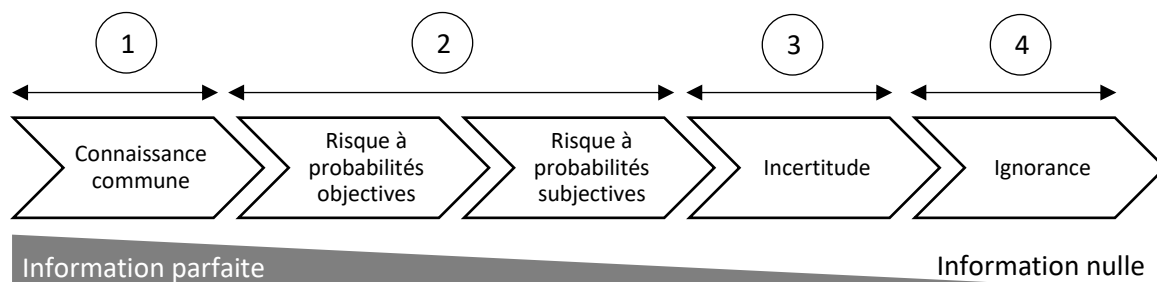 1
2
3
4
Connaissance
commune
Risque à
probabilités
objectives
Risque à
probabilités
subjectives
Incertitude
Ignorance
Information parfaite
Information nulle